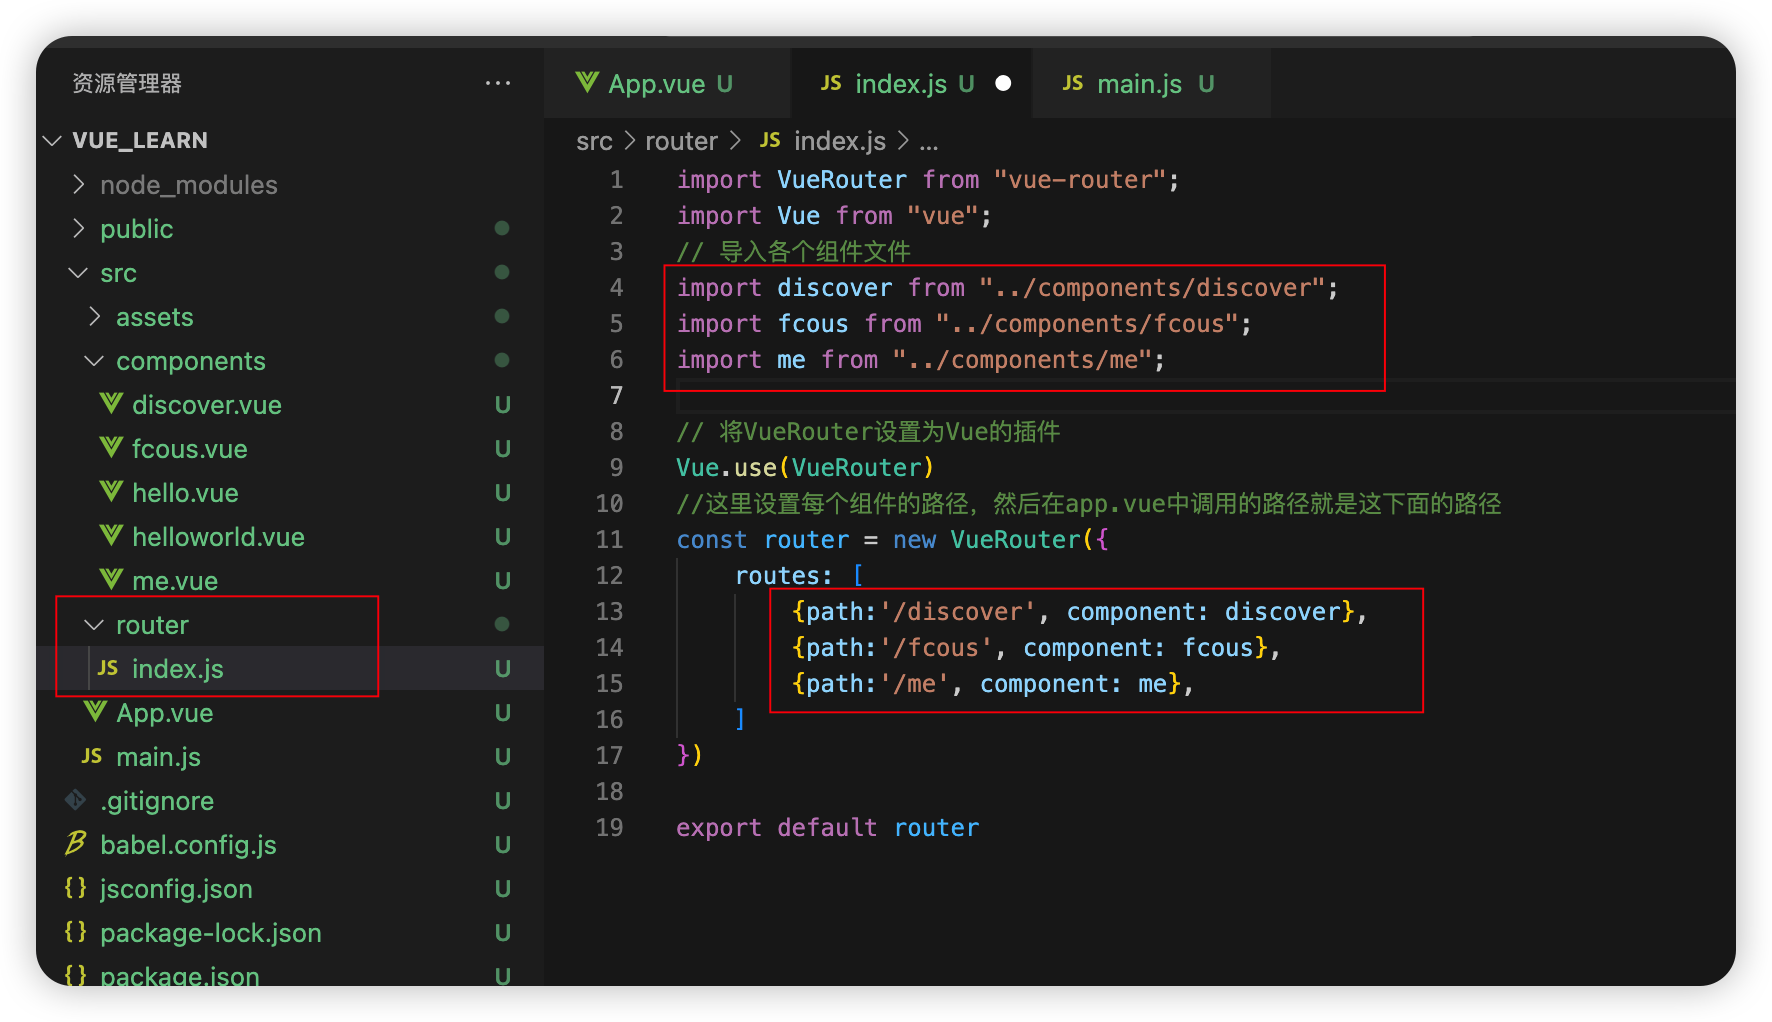 资源管理器 ...
VUE_LEARN
node_modules
public
src
assets
components
discover.vue U
fcous.vue U
hello.vue U
helloworld.vue U
me.vue U
router
JS index.js U
App.vue U
JS main.js U
.gitignore U
babel.config.js U
{} jsconfig.json U
{} package-lock.json U
{} package.json U
App.vue U
JS index.js U
JS main.js U
src > router > JS index.js > ...
1 import VueRouter from "vue-router";
2 import Vue from "vue";
3 // 导入各个组件文件
4 import discover from "../components/discover";
5 import fcous from "../components/fcous";
6 import me from "../components/me";
7
8 // 将VueRouter设置为Vue的插件
9 Vue.use(VueRouter)
10 //这里设置每个组件的路径，然后在app.vue中调用的路径就是这下面的路径
11 const router = new VueRouter({
12 routes: [
13 {path:'/discover', component: discover},
14 {path:'/fcous', component: fcous},
15 {path:'/me', component: me},
16 ]
17 })
18
19 export default router